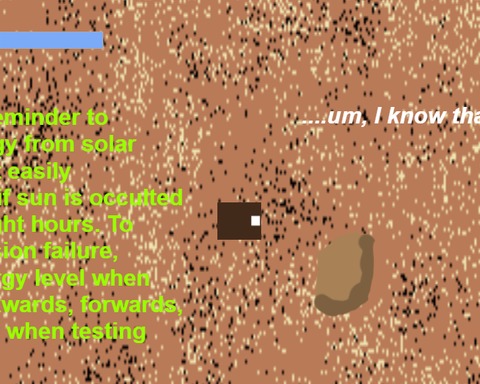 eminder to
gy from solar
easily
if sun is occulted
ght hours. To
sion failure,
gy level when
wards, forwards,
when testing
....um, I know tha